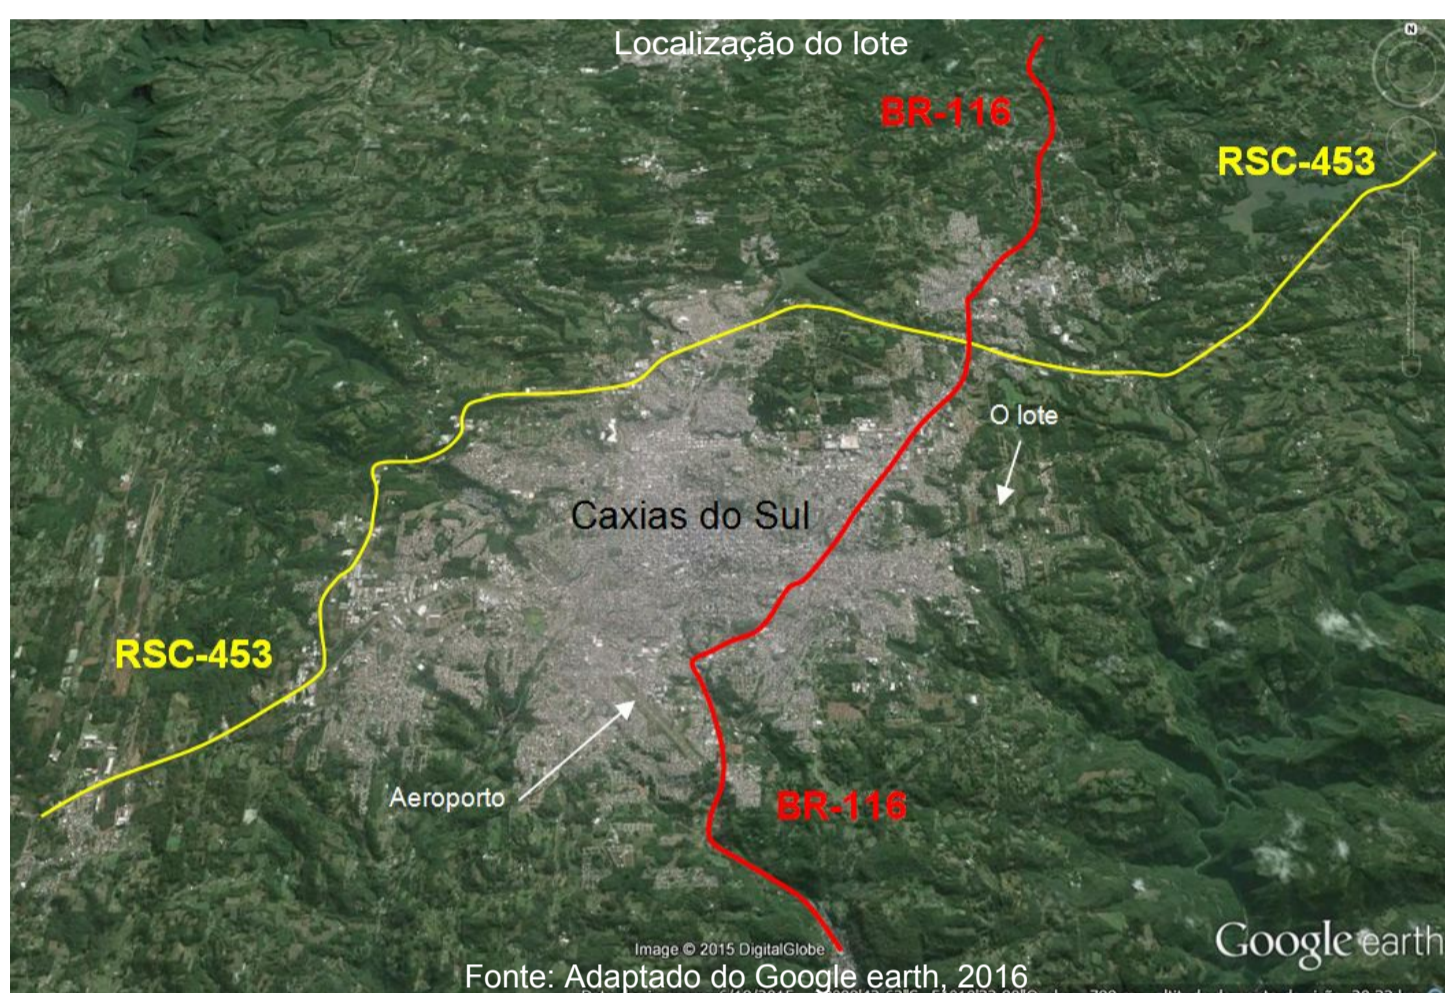 Localização do lote
N
BR-116
RSC-453
O lote
Caxias do Sul
RSC-453
Aeroporto
BR-116
Image © 2015 DigitalGlobe
Google earth
Fonte: Adaptado do Google earth, 2016